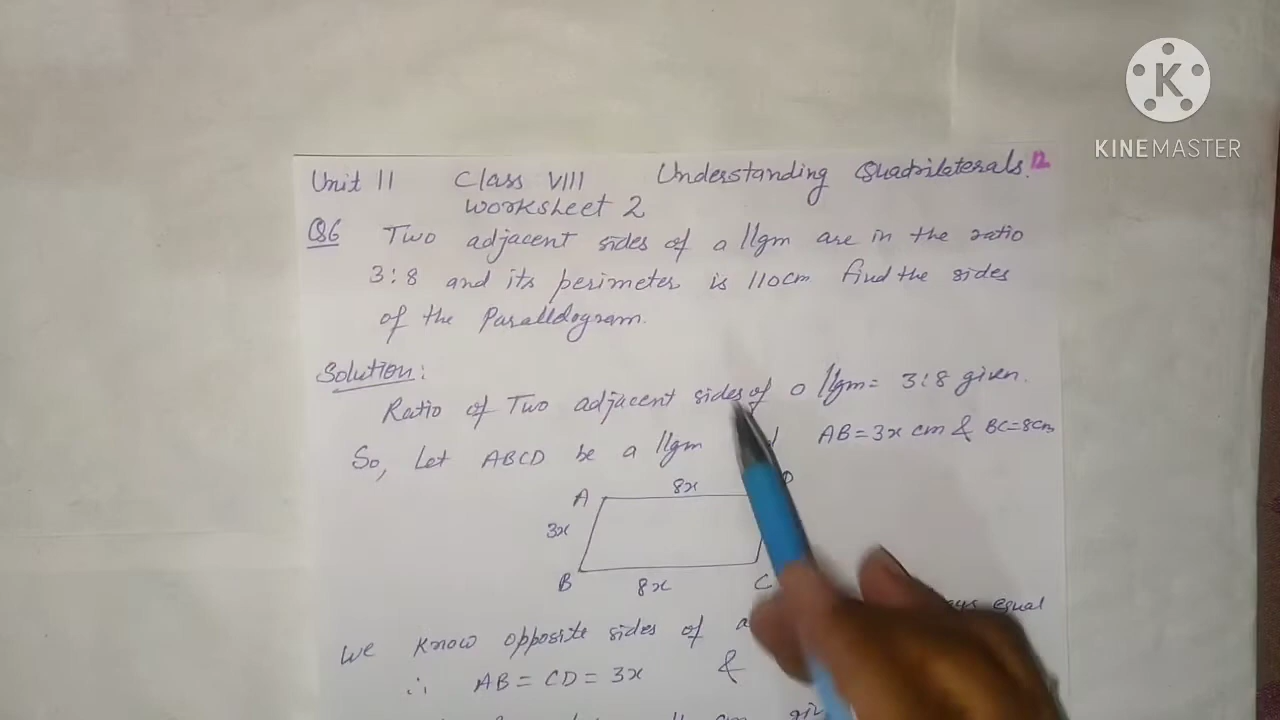 K
KINEMASTER
Unit 11 Class VIII Understanding Quadrilaterals. 12
Worksheet 2
Q6 Two adjacent sides of a llgm are in the ratio
3:8 and its perimeter is 110cm find the sides
of the Parallelogram.
Solution:
Ratio of Two adjacent sides of a llgm = 3:8 given.
So, Let ABCD be a llgm AB=3x cm & BC=8cm
A 8x D
3x
B 8x C
We know opposite sides of a equal
∴ AB = CD = 3x &